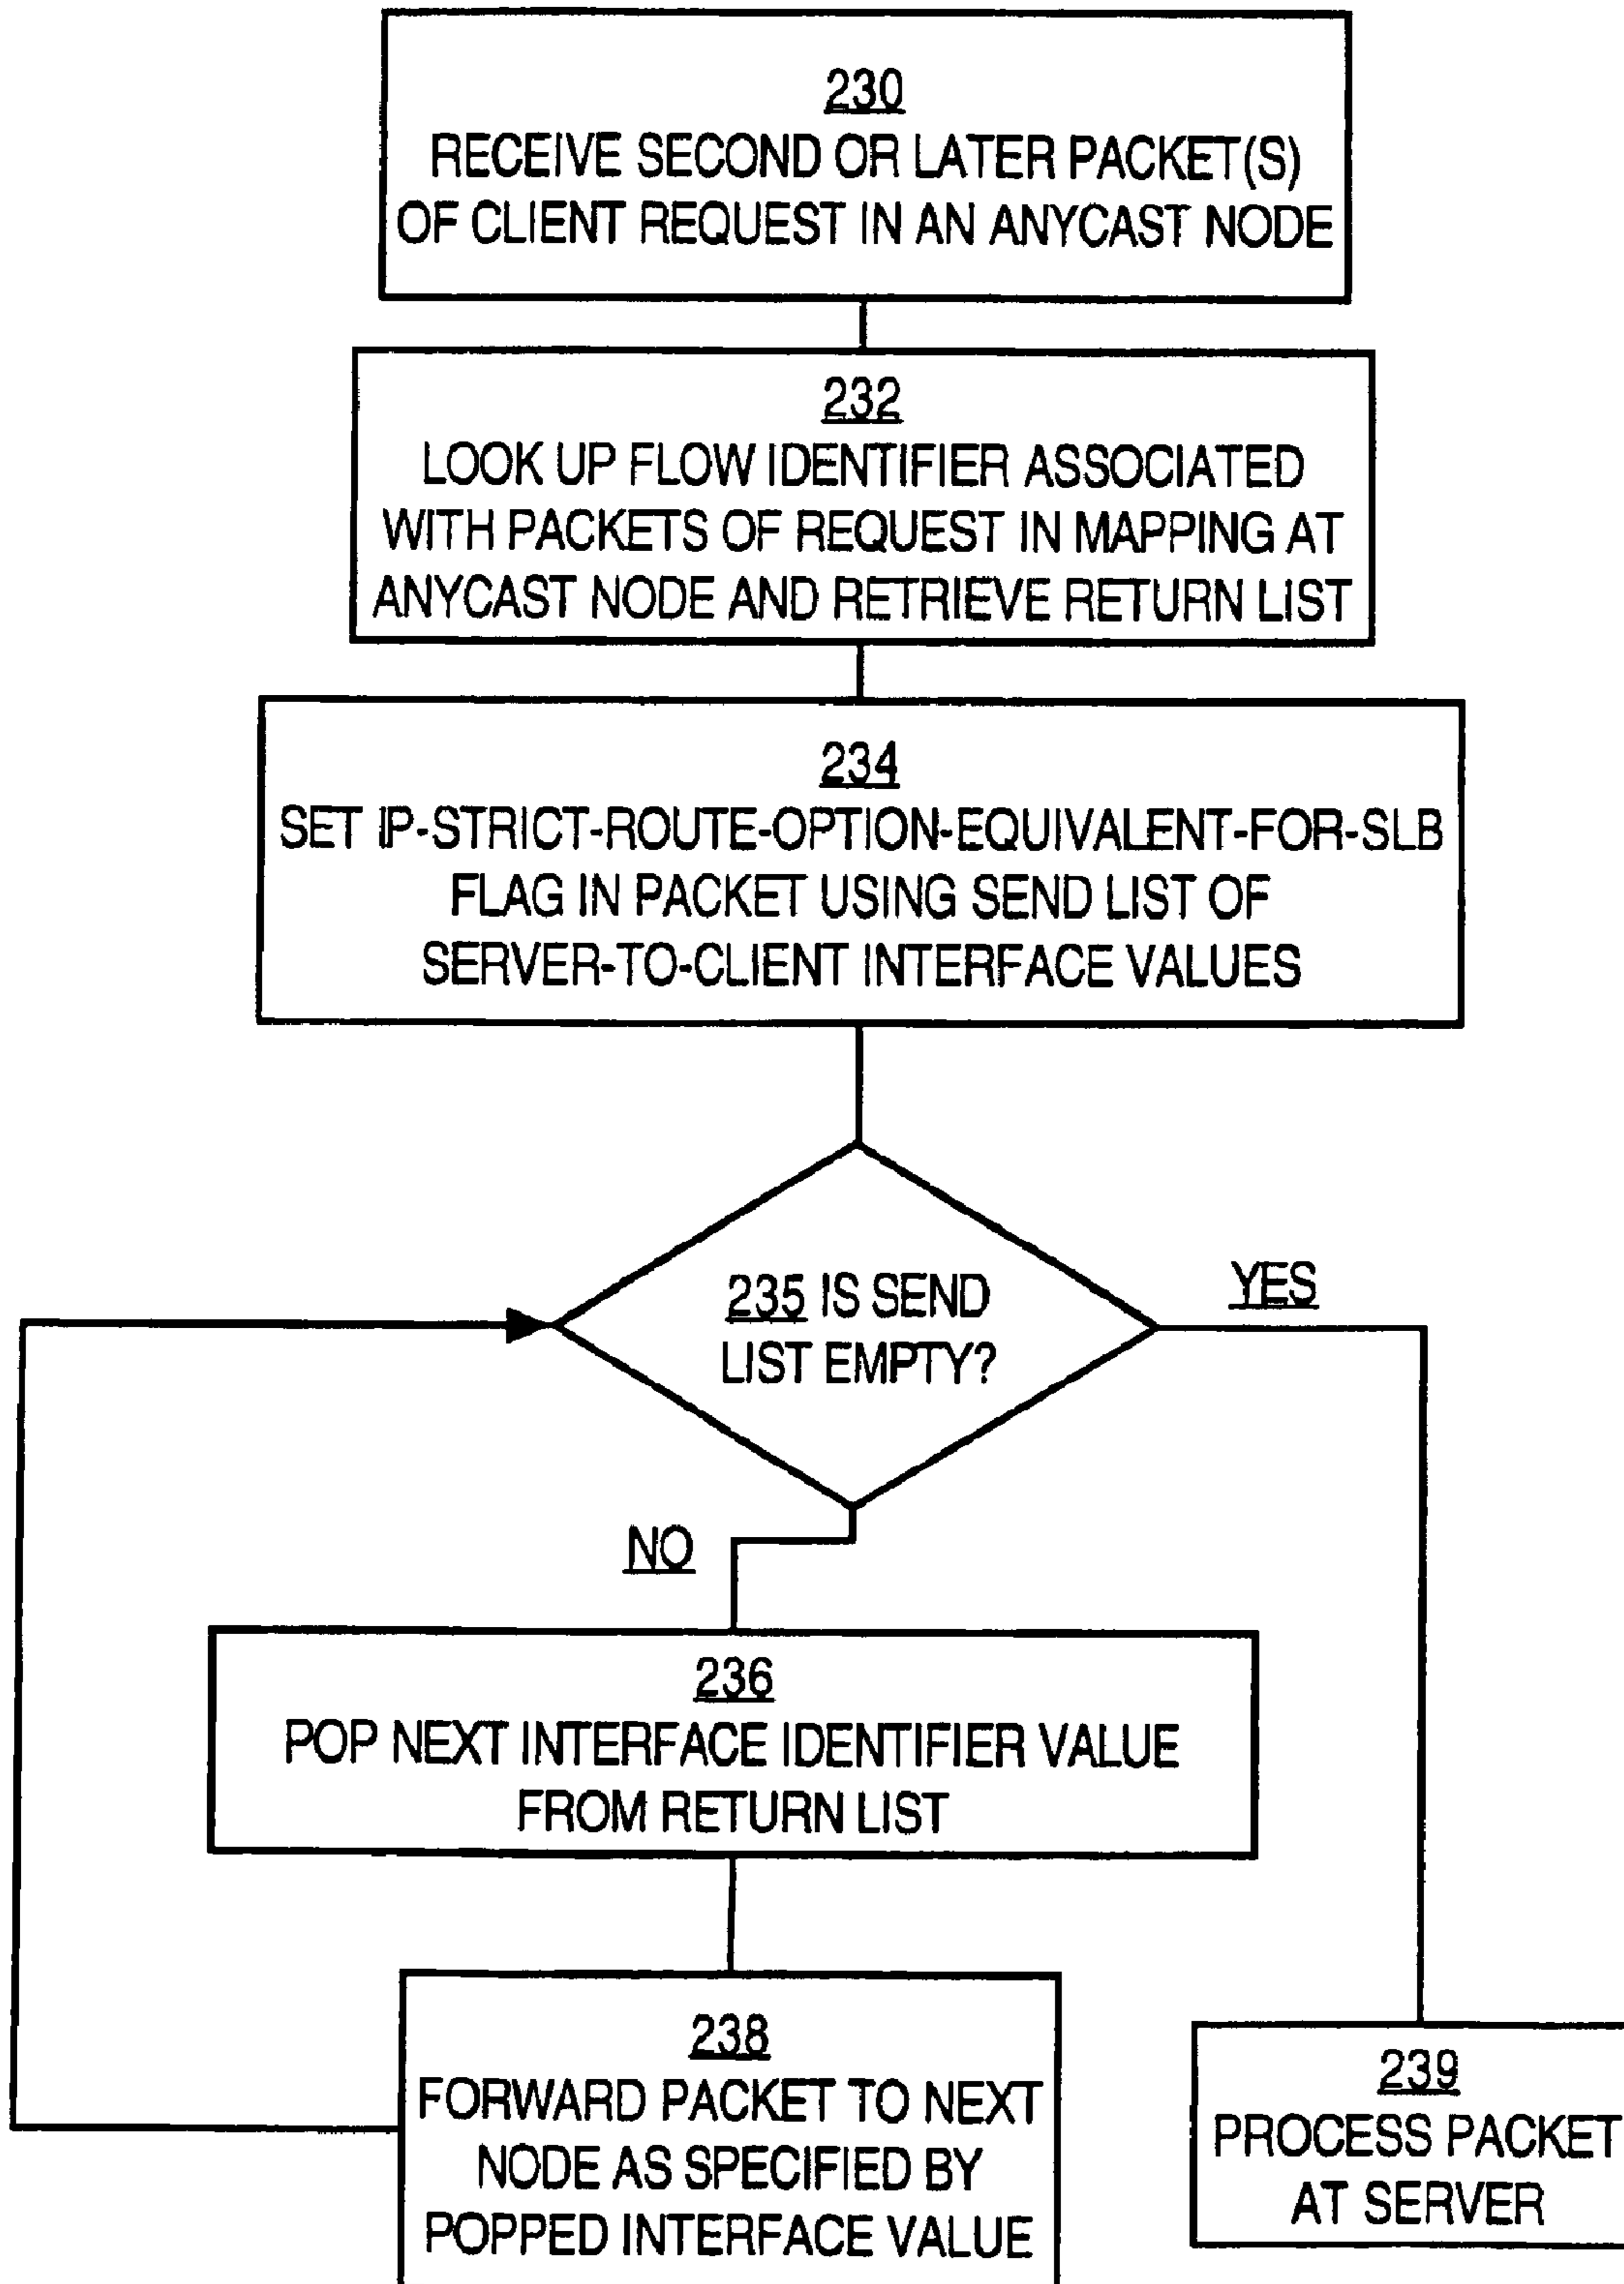 230
RECEIVE SECOND OR LATER PACKET(S)
OF CLIENT REQUEST IN AN ANYCAST NODE
232
LOOK UP FLOW IDENTIFIER ASSOCIATED
WITH PACKETS OF REQUEST IN MAPPING AT
ANYCAST NODE AND RETRIEVE RETURN LIST
234
SET IP-STRICT-ROUTE-OPTION-EQUIVALENT-FOR-SLB
FLAG IN PACKET USING SEND LIST OF
SERVER-TO-CLIENT INTERFACE VALUES
235 IS SEND
LIST EMPTY?
YES
NO
236
POP NEXT INTERFACE IDENTIFIER VALUE
FROM RETURN LIST
238
FORWARD PACKET TO NEXT
NODE AS SPECIFIED BY
POPPED INTERFACE VALUE
239
PROCESS PACKET
AT SERVER